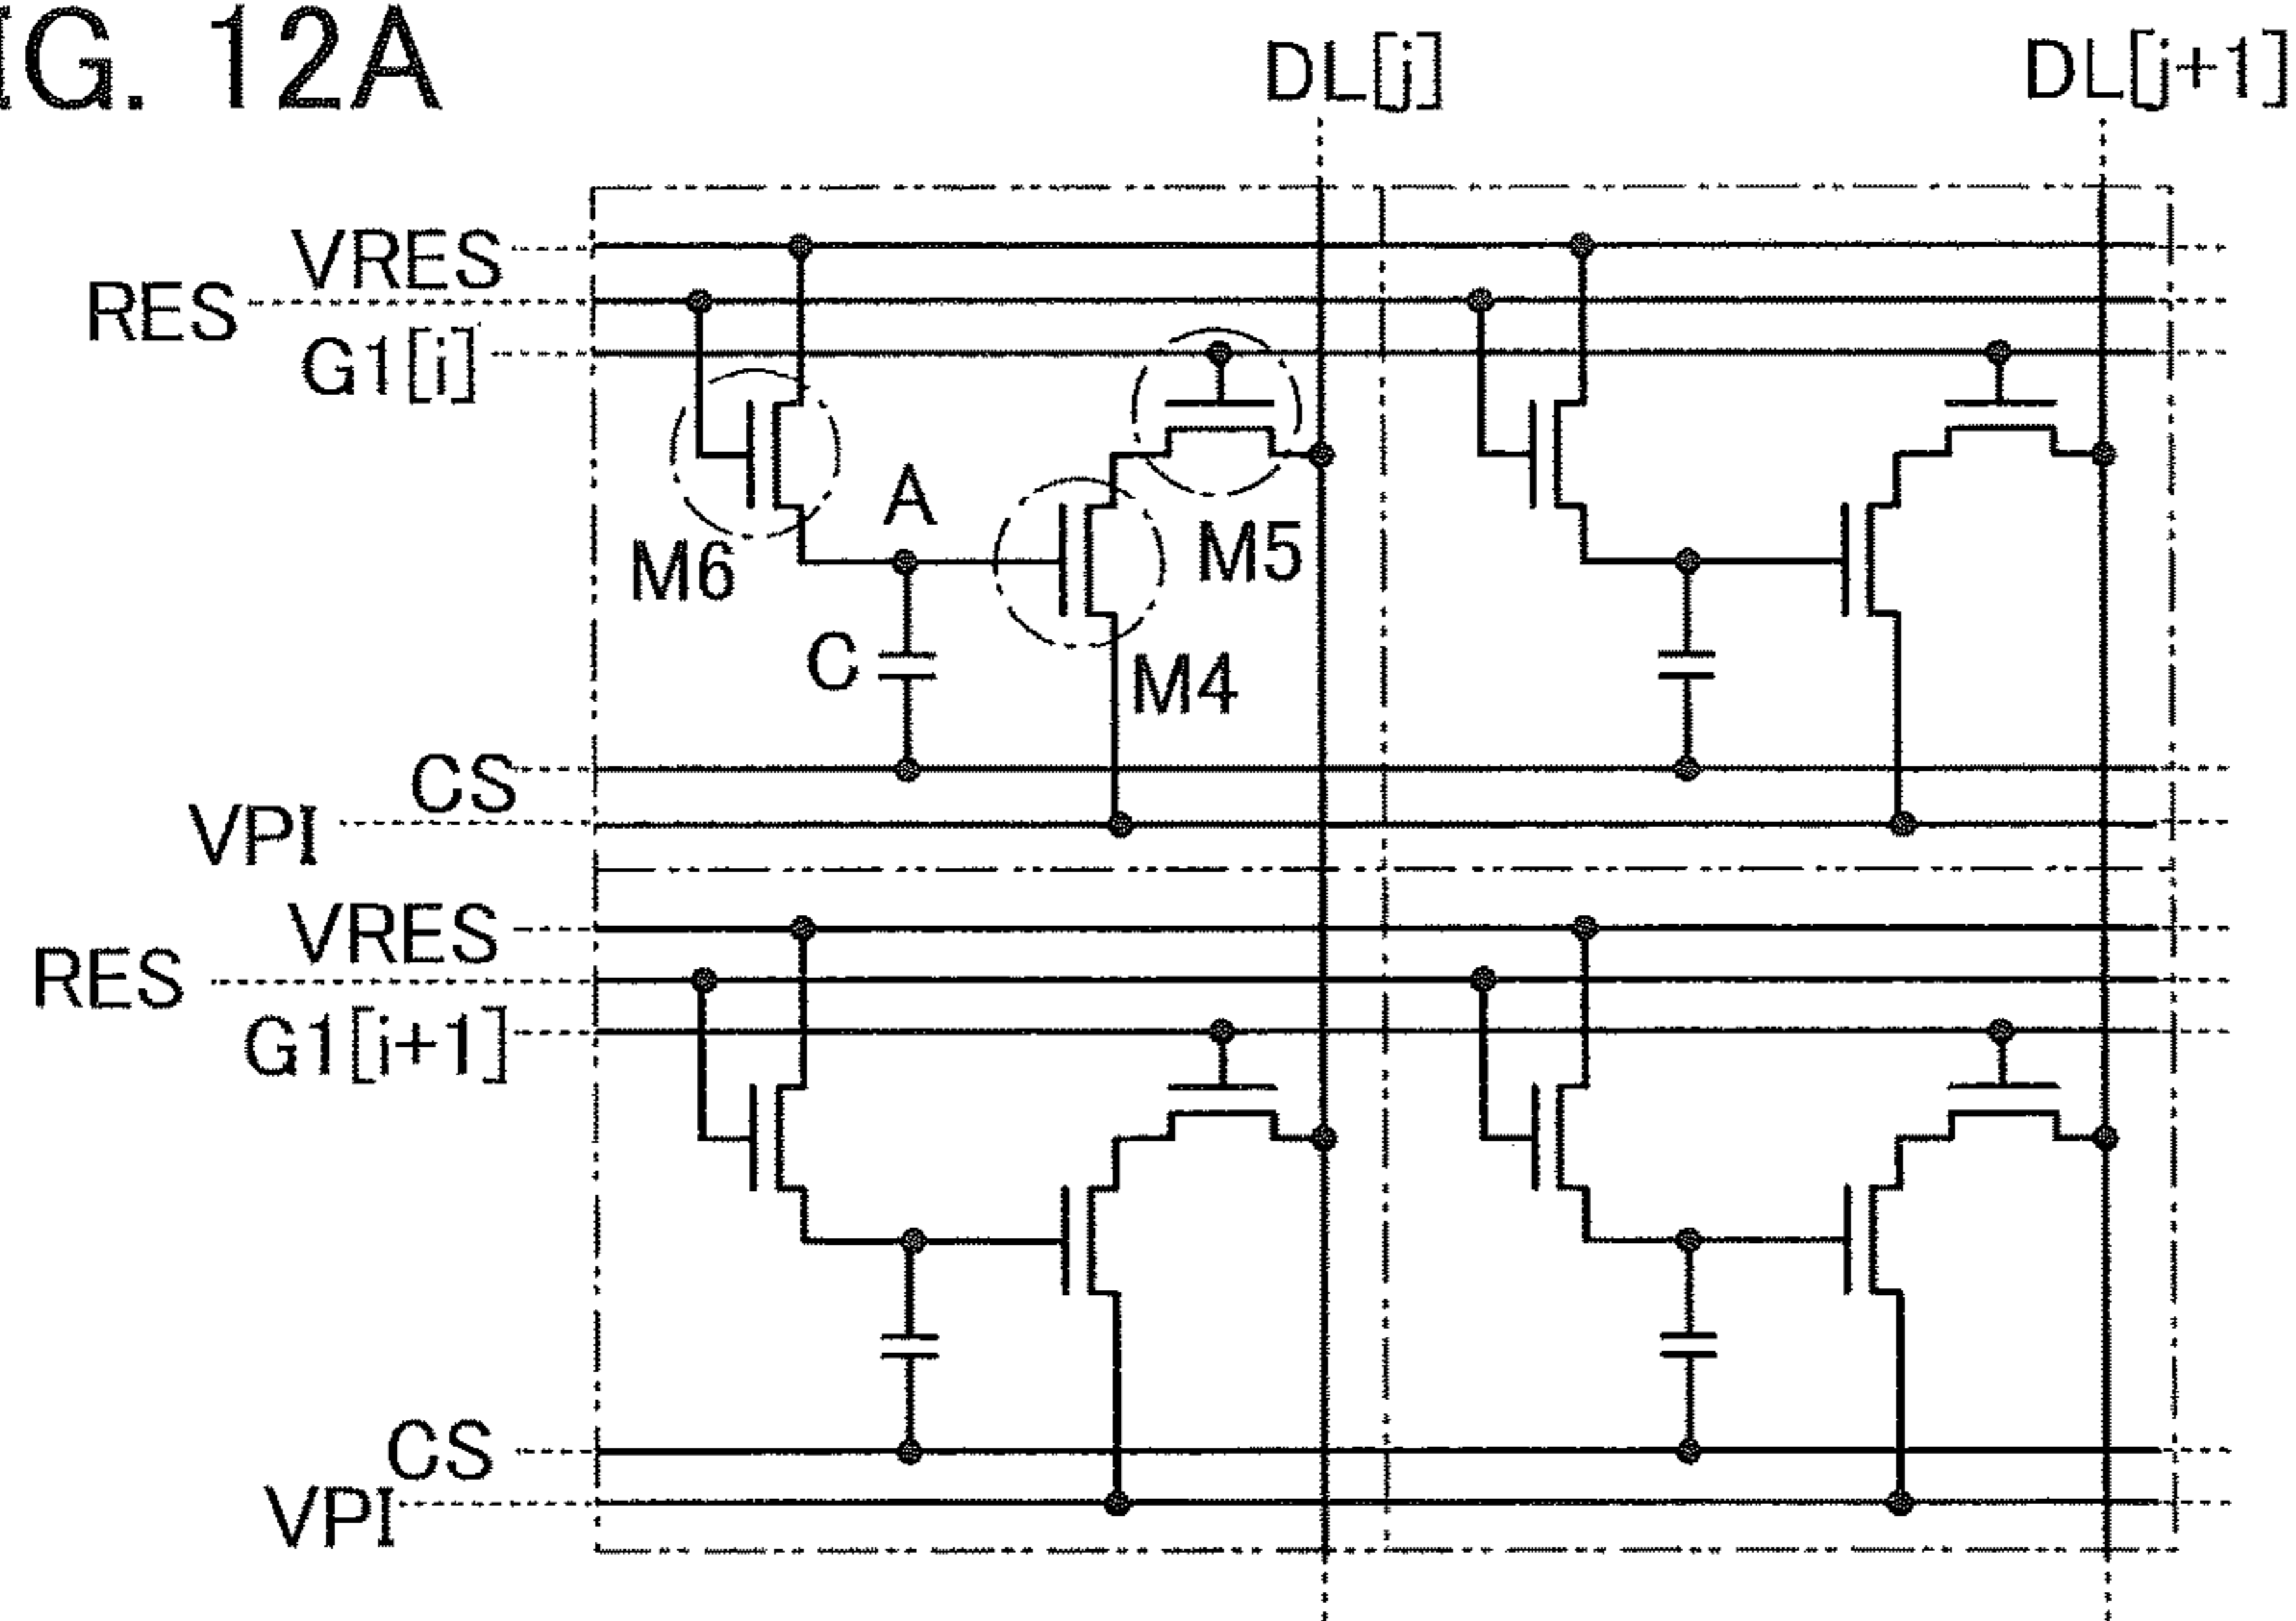 IG. 12A
DL[j]
DL[j+1]
VRES
RES
G1[i]
A
M6
M5
C
M4
CS
VPI
VRES
RES
G1[i+1]
CS
VPI